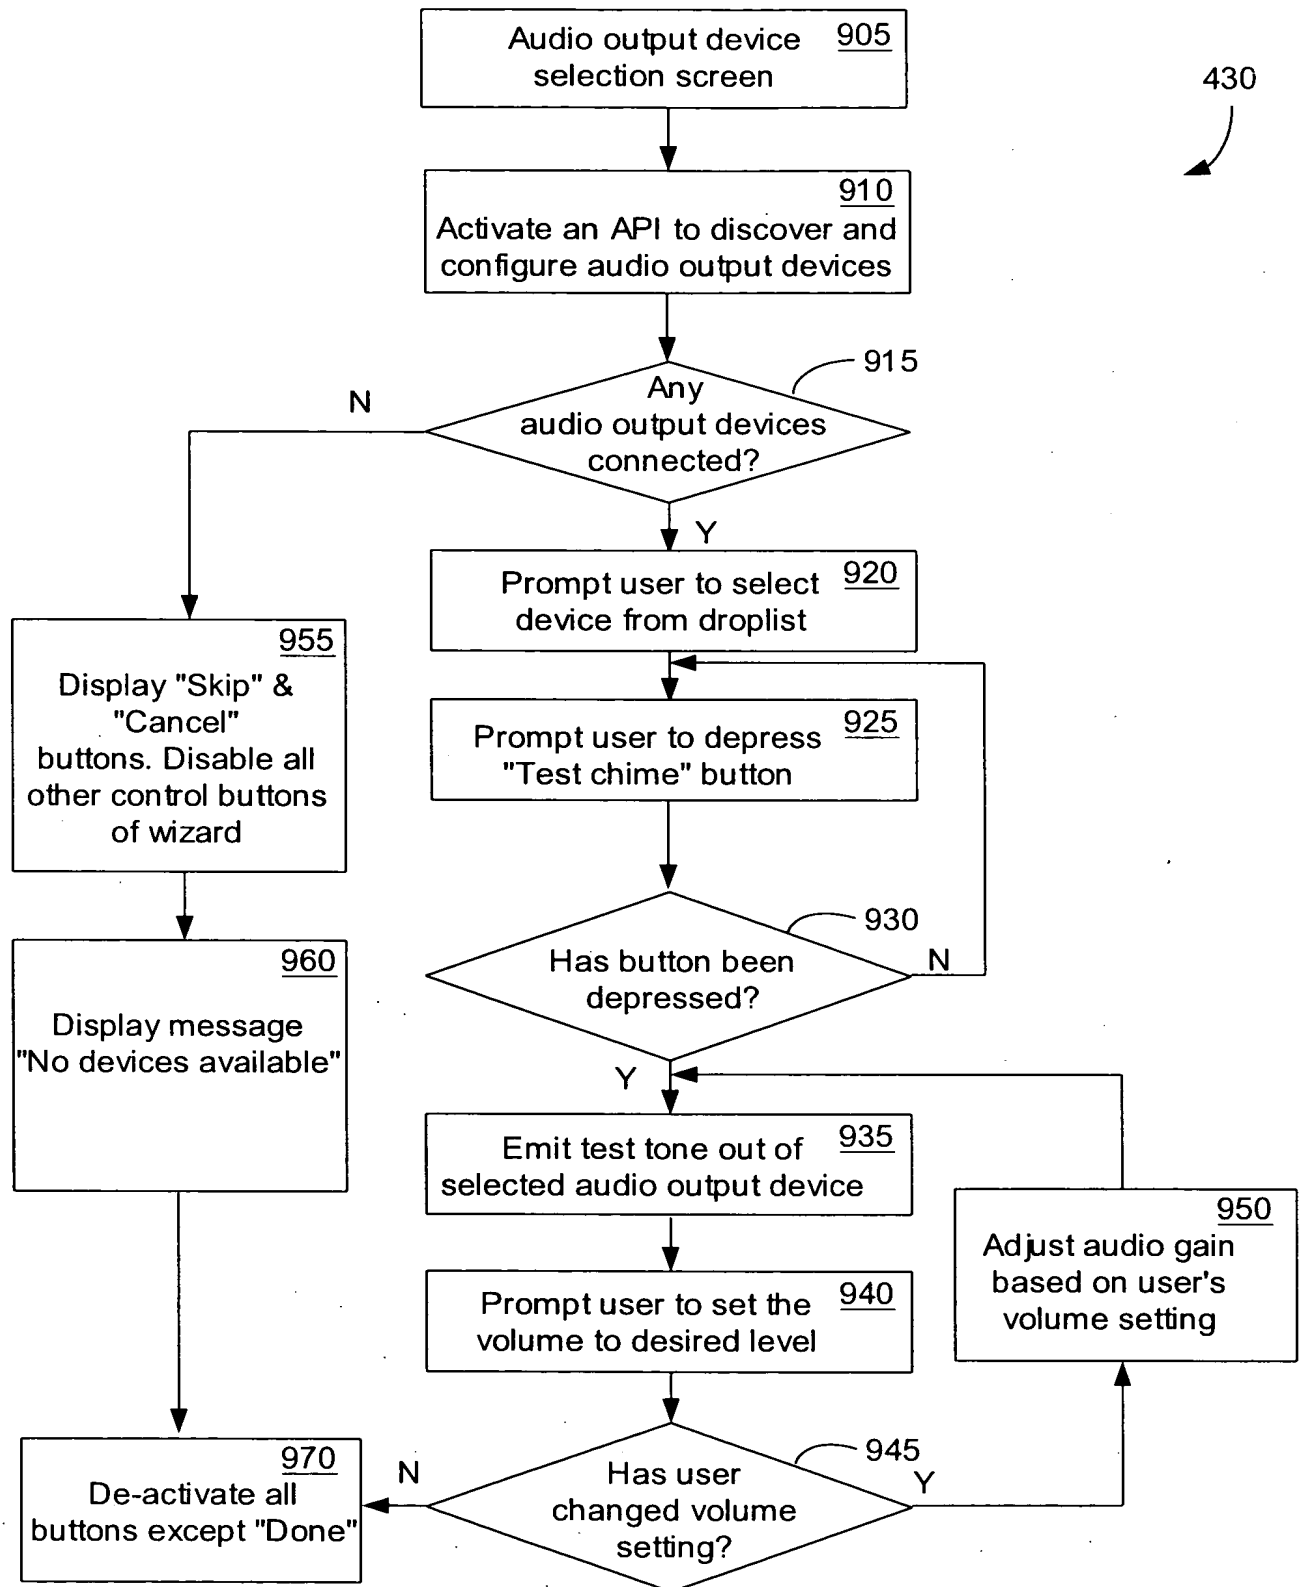 Audio output device 905
selection screen
430
910
Activate an API to discover and
configure audio output devices
915
Any
audio output devices
connected?
N
Y
920
Prompt user to select
device from droplist
955
Display "Skip" &
"Cancel"
buttons. Disable all
other control buttons
of wizard
925
Prompt user to depress
"Test chime" button
930
Has button been
depressed?
N
Y
960
Display message
"No devices available"
935
Emit test tone out of
selected audio output device
950
Adjust audio gain
based on user's
volume setting
940
Prompt user to set the
volume to desired level
945
Has user
changed volume
setting?
N
Y
970
De-activate all
buttons except "Done"